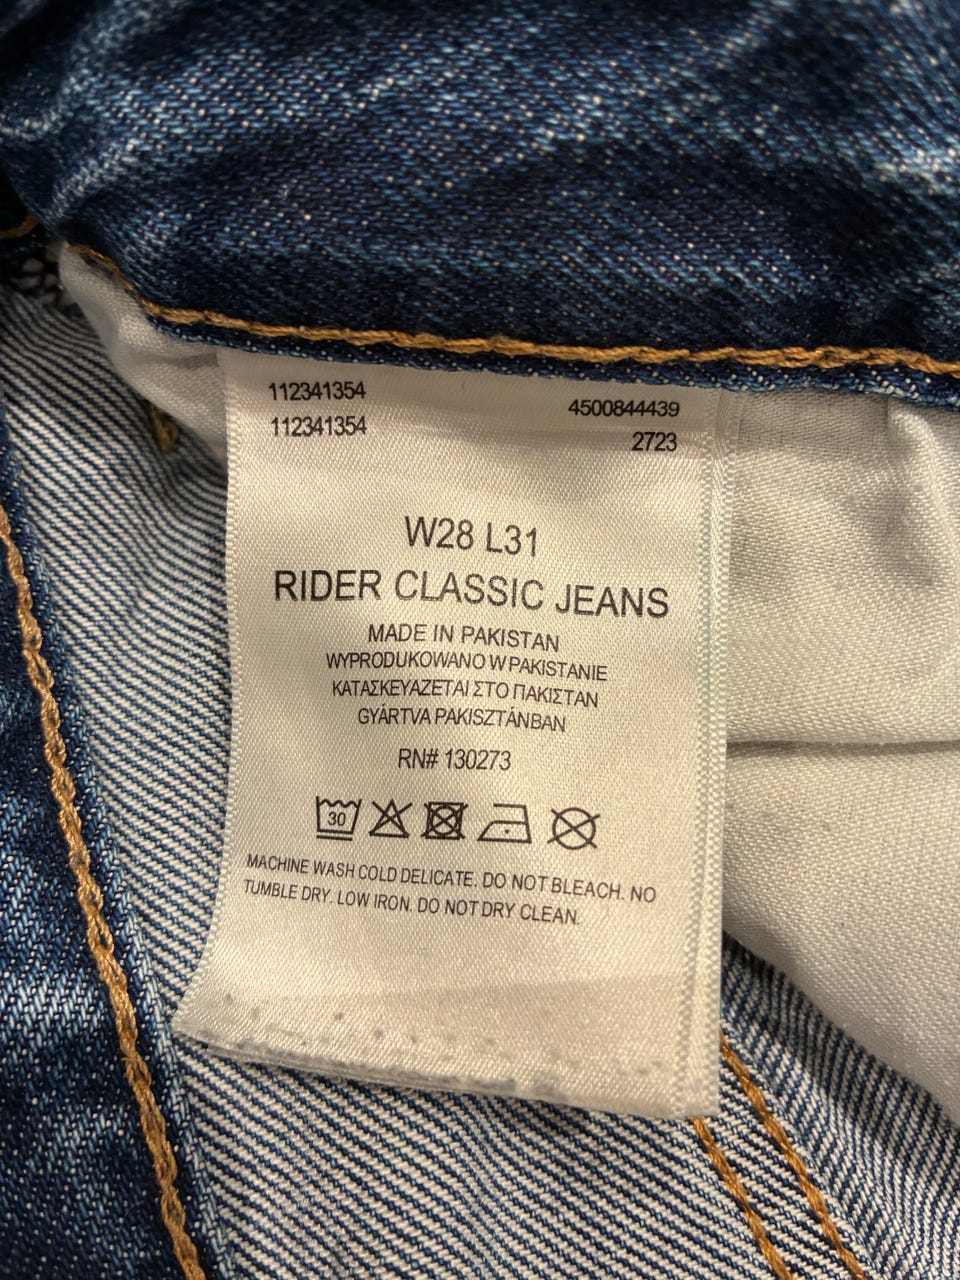 112341354
4500844439
112341354
2723
W28 L31
RIDER CLASSIC JEANS
MADE IN PAKISTAN
WYPRODUKOWANO W PAKISTANIE
ΚΑΤΑΣΚΕΥΑΖΕΤΑΙ ΣΤΟ ΠΑΚΙΣΤΑΝ
GYÁRTVA PAKISZTÁNBAN
RN# 130273
30
MACHINE WASH COLD DELICATE. DO NOT BLEACH. NO
TUMBLE DRY. LOW IRON. DO NOT DRY CLEAN.